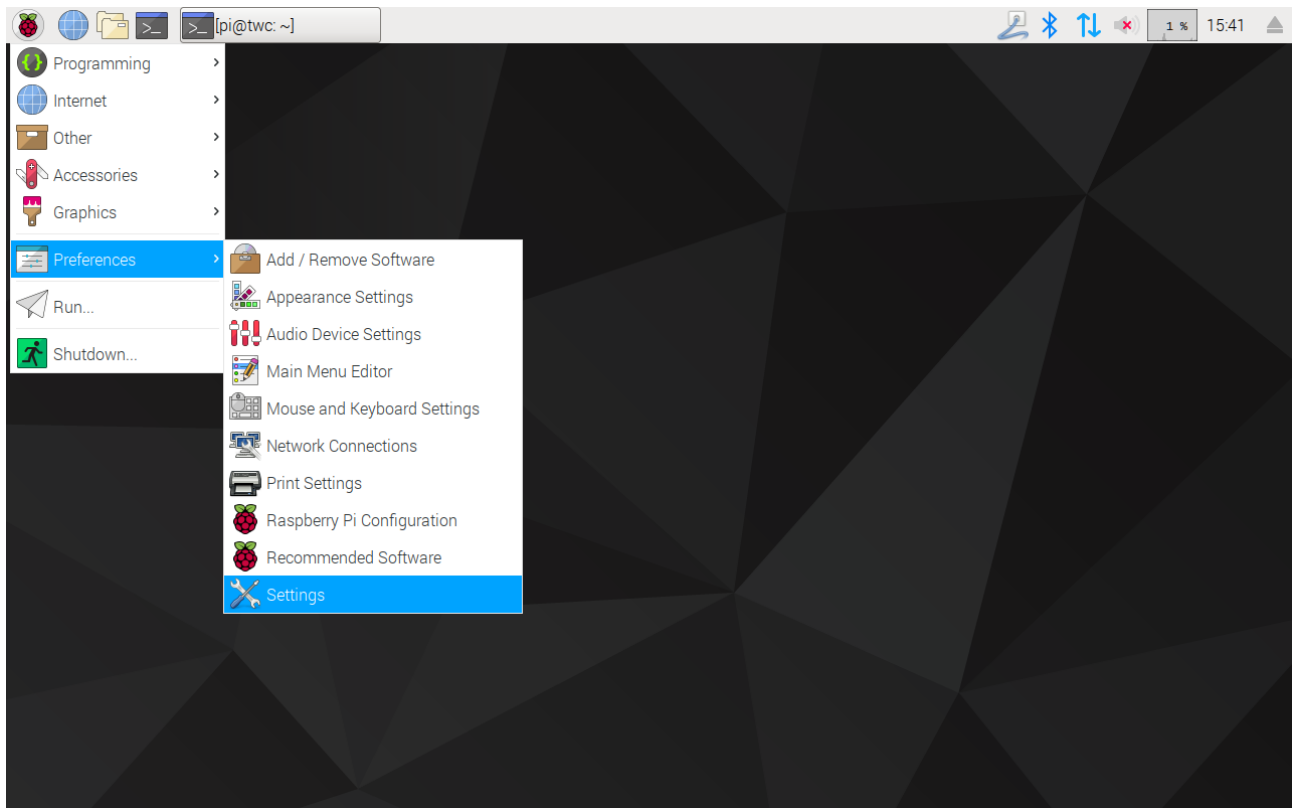 [pi@twc: ~]
1 %
15:41
Programming
Internet
Other
Accessories
Graphics
Preferences
Run...
Shutdown...
Add / Remove Software
Appearance Settings
Audio Device Settings
Main Menu Editor
Mouse and Keyboard Settings
Network Connections
Print Settings
Raspberry Pi Configuration
Recommended Software
Settings